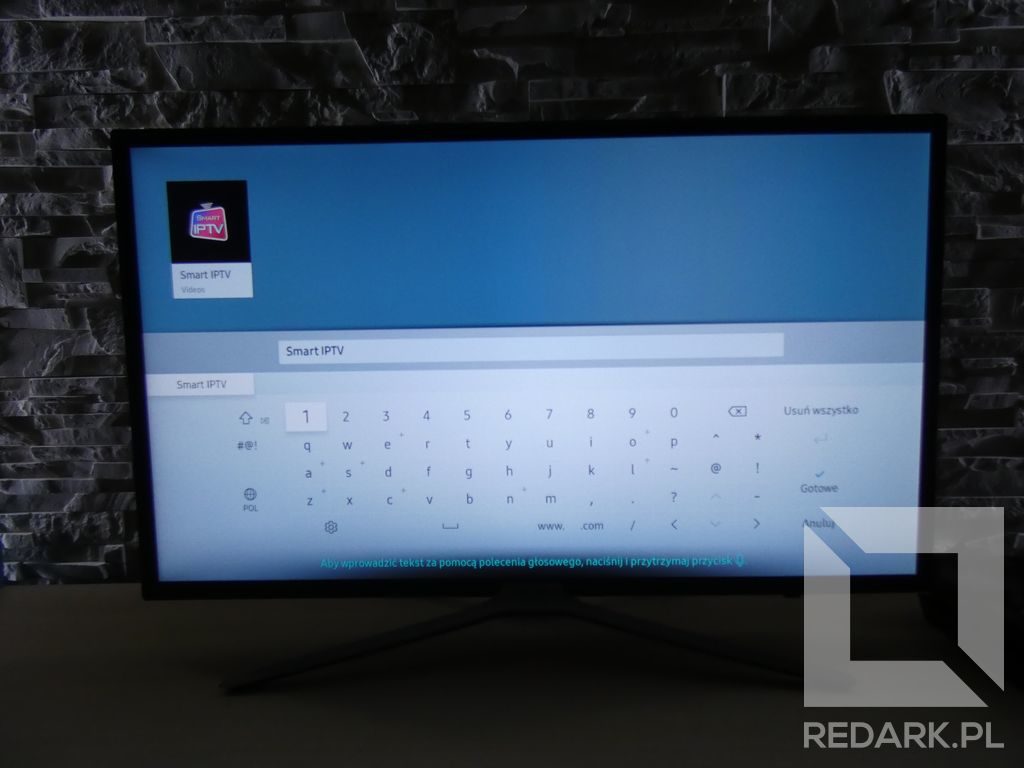 SMART
IPTV
Smart IPTV
Videos
Smart IPTV
Smart IPTV
1 2 3 4 5 6 7 8 9 0 Usuń wszystko
#@! q w e r t y u i o p ^ *
a s d f g h j k l ~ @ !
z x c v b n m , . ? ^ - Gotowe
POL
www. .com / < > Anuluj
Aby wprowadzić tekst za pomocą polecenia głosowego, naciśnij i przytrzymaj przycisk .
REDARK.PL